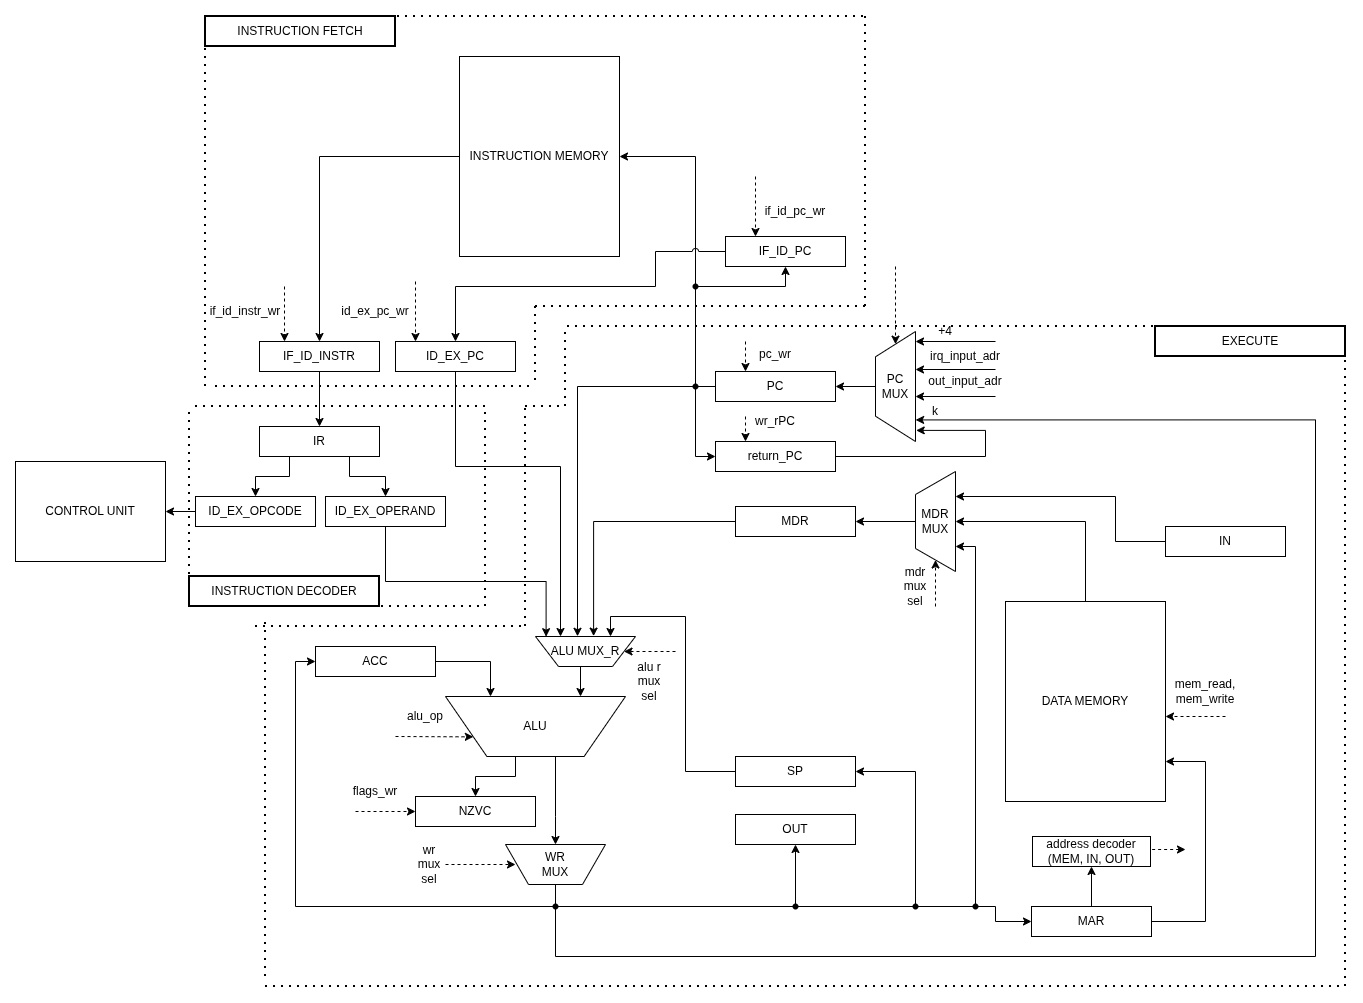 INSTRUCTION FETCH
INSTRUCTION MEMORY
if_id_pc_wr
IF_ID_PC
if_id_instr_wr
id_ex_pc_wr
IF_ID_INSTR
ID_EX_PC
EXECUTE
+4
irq_input_adr
out_input_adr
k
pc_wr
PC
PC
MUX
wr_rPC
return_PC
IR
CONTROL UNIT
ID_EX_OPCODE
ID_EX_OPERAND
INSTRUCTION DECODER
MDR
MDR
MUX
mdr
mux
sel
IN
ALU MUX_R
alu r
mux
sel
ACC
ALU
alu_op
DATA MEMORY
mem_read,
mem_write
SP
flags_wr
NZVC
OUT
wr
mux
sel
WR
MUX
address decoder
(MEM, IN, OUT)
MAR